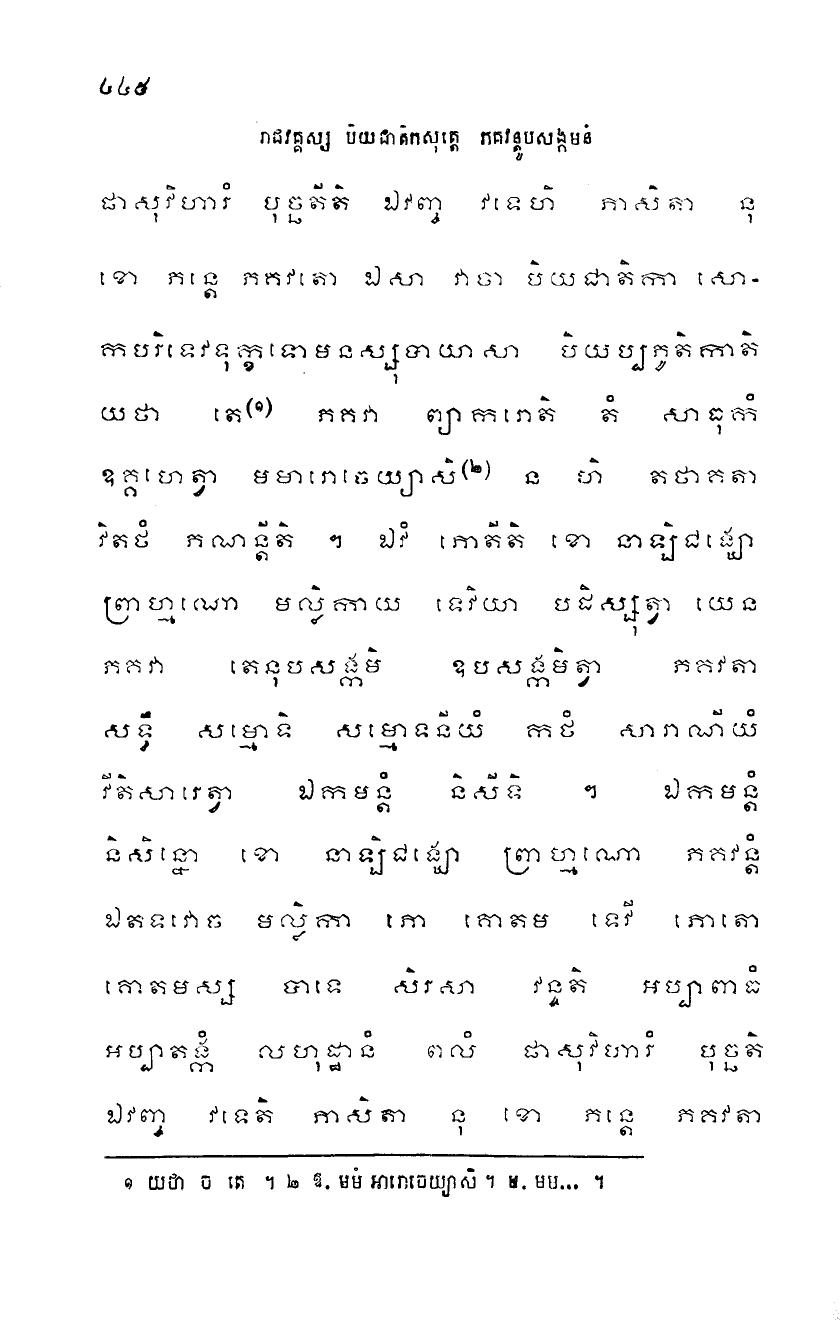 ៤៤៥
រាជវគ្គស្ស បិយជាតិកសុត្តេ ភគវន្តូបសង្កមនំ
ផាសុវិហារំ បុច្ឆតីតិ ឯវញ្ច វទេហិ ភាសិតា នុ
ខោ ភន្តេ ភគវតោ ឯសា វាចា បិយជាតិកា សោ-
កបរិទេវទុក្ខទោមនស្សុបាយាសា បិយប្បភូតិកាតិ
យថា តេ(១) ភគវា ព្យាករោតិ តំ សាធុកំ
ឧគ្គហេត្វា មមារោចេយ្យាសិ(២) ន ហិ តថាគតា
វិតថំ ភណន្តីតិ ។ ឯវំ ភោតីតិ ខោ នាឡិជង្ឃោ
ព្រាហ្មណោ មល្លិកាយ ទេវិយា បដិស្សុត្វា យេន
ភគវា តេនុបសង្កមិ ឧបសង្កមិត្វា ភគវតា
សទ្ធឹ សម្មោទិ សម្មោទនីយំ កថំ សារាណីយំ
វីតិសារេត្វា ឯកមន្តំ និសីទិ ។ ឯកមន្តំ
និសិន្នោ ខោ នាឡិជង្ឃោ ព្រាហ្មណោ ភគវន្តំ
ឯតទវោច មល្លិកា ភោ គោតម ទេវី ភោតោ
គោតមស្ស បាទេ សិរសា វន្ទតិ អប្បាពាធំ
អប្បាតង្កំ លហុដ្ឋានំ ពលំ ផាសុវិហារំ បុច្ឆតិ
ឯវញ្ច វទេតិ ភាសិតា នុ ខោ ភន្តេ ភគវតា
១ យថា ច តេ ។ ២ ឱ. មមំ អារោចេយ្យាសិ ។ ម. មម... ។